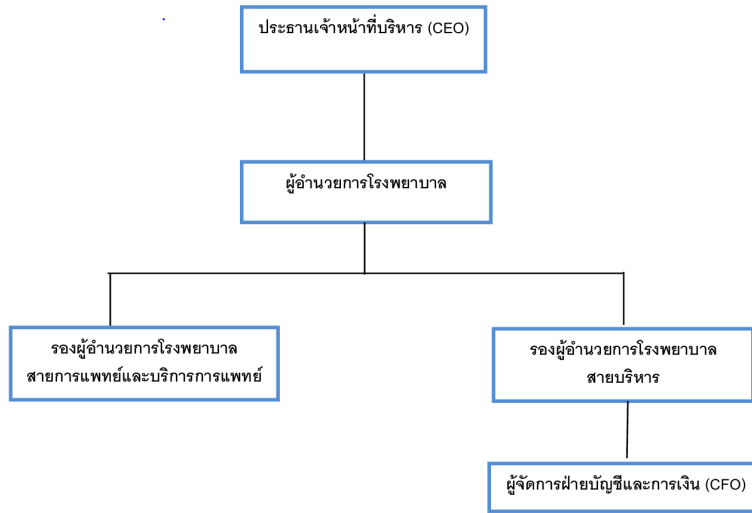 ประธานเจ้าหน้าที่บริหาร (CEO)
ผู้อำนวยการโรงพยาบาล
รองผู้อำนวยการโรงพยาบาล
สายการแพทย์และบริการการแพทย์
รองผู้อำนวยการโรงพยาบาล
สายบริหาร
ผู้จัดการฝ่ายบัญชีและการเงิน (CFO)